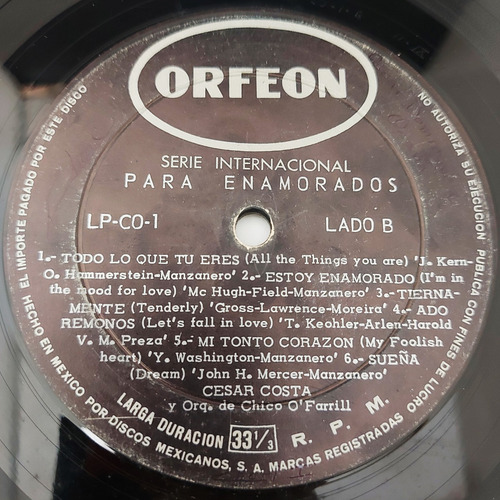 ORFEON
SERIE INTERNACIONAL
PARA ENAMORADOS
LP-CO-1
LADO B
1.- TODO LO QUE TU ERES (All the Things you are) 'J. Kern-
O. Hammerstein-Manzanero' 2.- ESTOY ENAMORADO (I'm in
the mood for love) 'Mc Hugh-Field-Manzanero' 3.- TIERNA-
MENTE (Tenderly) 'Gross-Lawrence-Moreira' 4.- ADO
REMONOS (Let's fall in love) 'T. Keohler-Arlen-Harold
V. M. Preza' 5.- MI TONTO CORAZON (My Foolish
heart) 'Y. Washington-Manzanero' 6.- SUEÑA
(Dream) 'John H. Mercer-Manzanero'
CESAR COSTA
y Orq. de Chico O'Farrill
LARGA DURACION 33 1/3 R. P. M.
HECHO EN MEXICO POR DISCOS MEXICANOS, S. A. MARCAS REGISTRADAS
EL IMPORTE PAGADO POR ESTE DISCO
NO AUTORIZA SU EJECUCION PUBLICA CON FINES DE LUCRO